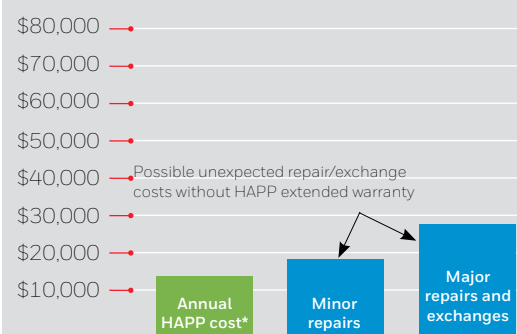 $80,000
$70,000
$60,000
$50,000
$40,000
Possible unexpected repair/exchange
costs without HAPP extended warranty
$30,000
$20,000
$10,000
Annual
HAPP cost*
Minor
repairs
Major
repairs and
exchanges